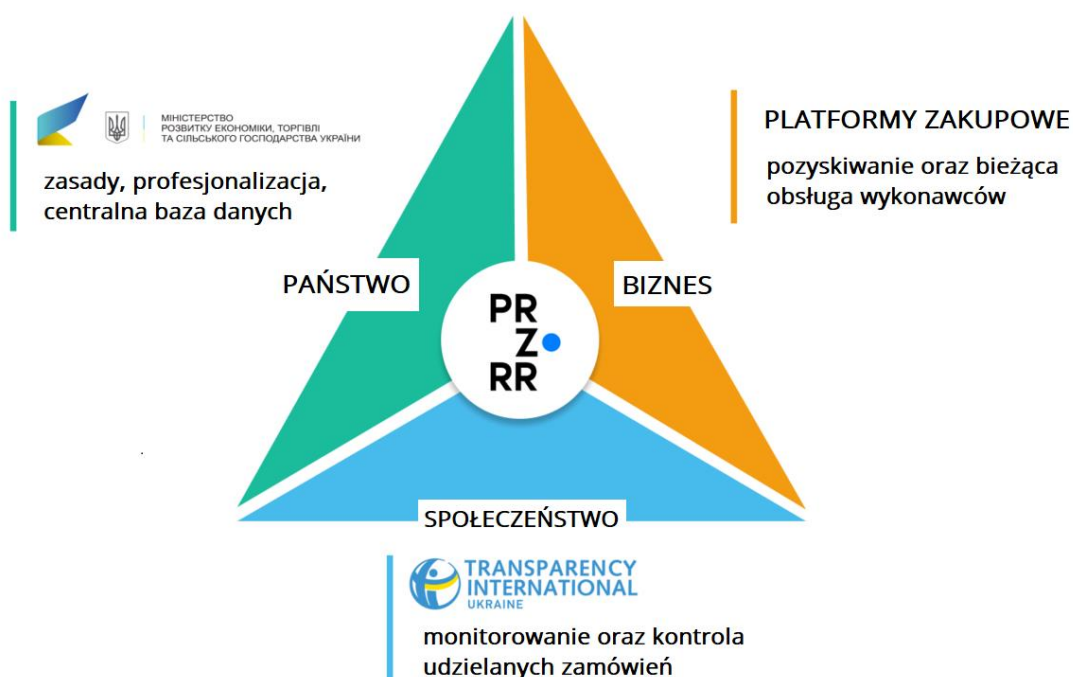 МІНІСТЕРСТВО
РОЗВИТКУ ЕКОНОМІКИ, ТОРГІВЛІ
ТА СІЛЬСЬКОГО ГОСПОДАРСТВА УКРАЇНИ
zasady, profesjonalizacja,
centralna baza danych
PLATFORMY ZAKUPOWE
pozyskiwanie oraz bieżąca
obsługa wykonawców
PAŃSTWO
BIZNES
PR
Z
RR
SPOŁECZEŃSTWO
TRANSPARENCY
INTERNATIONAL
UKRAINE
monitorowanie oraz kontrola
udzielanych zamówień